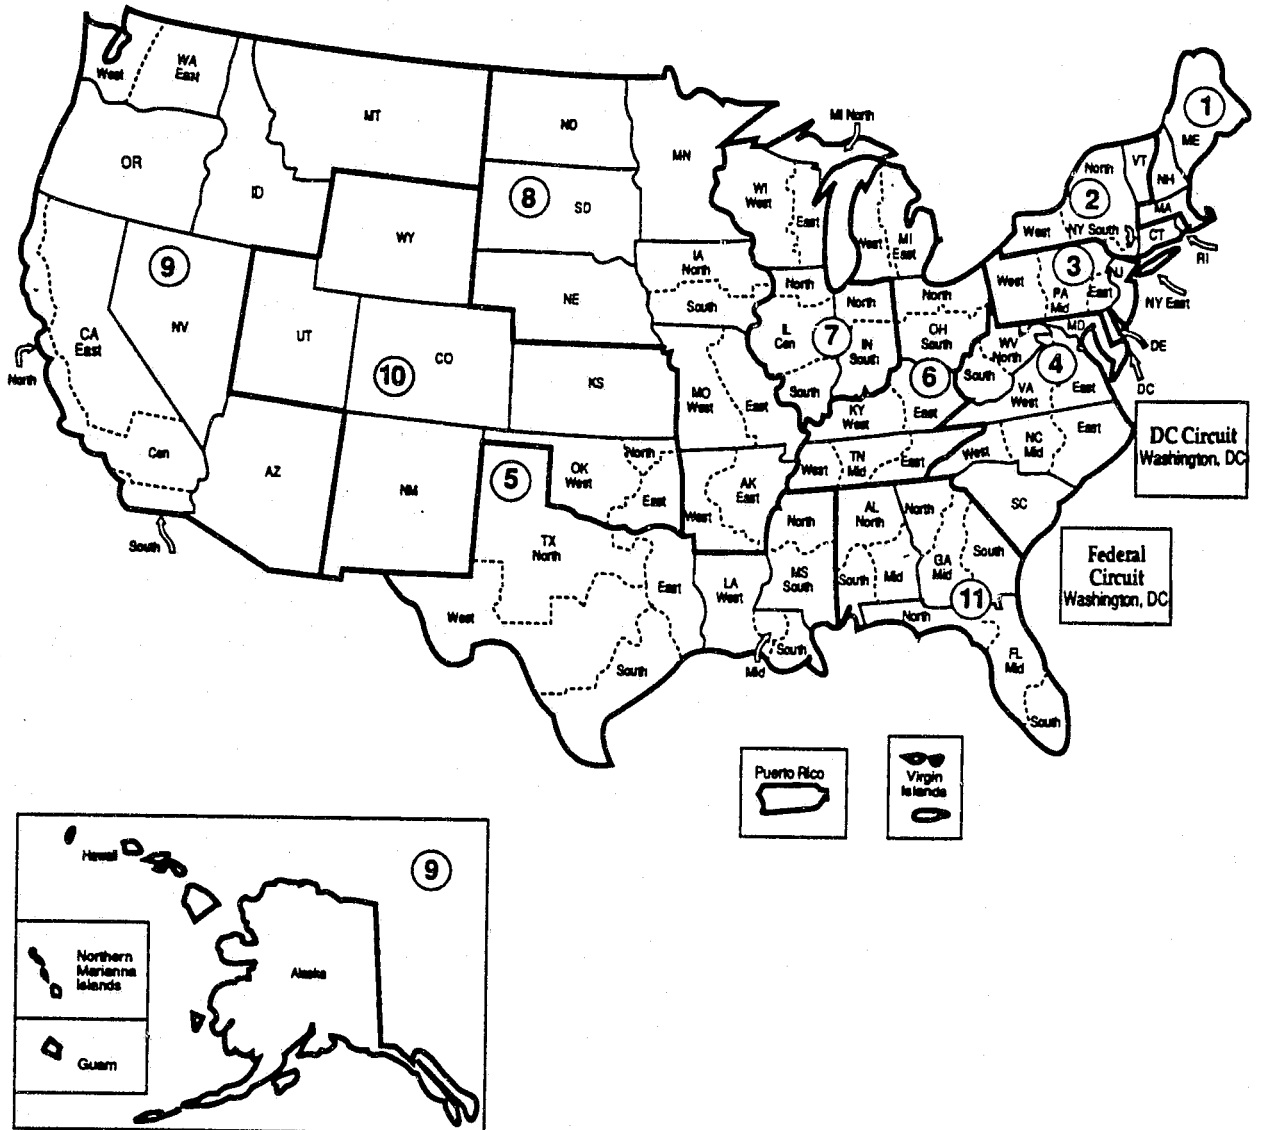 WA
East
West
MT
ND
MN
MI North
1
ME
OR
ID
8
SD
WI
West
East
West
MI
East
North
VT
NH
2
MA
West
NY South
CT
RI
9
WY
IA
North
South
NE
North
North
North
West
3
PA
Mid
East
NJ
NY East
NV
CA
East
North
UT
10
CO
KS
IL
Cen
7
IN
South
OH
South
6
WV
North
South
MD
4
DE
DC
VA
West
East
MO
West
East
South
KY
West
East
DC Circuit
Washington, DC
Cen
South
AZ
NM
5
OK
West
North
East
AK
East
West
West
TN
Mid
East
West
NC
Mid
East
SC
TX
North
West
East
South
LA
West
Mid
South
North
MS
South
AL
North
South
Mid
North
GA
Mid
South
11
North
FL
Mid
South
Federal
Circuit
Washington, DC
Puerto Rico
Virgin
Islands
Hawaii
9
Northern
Marianna
Islands
Alaska
Guam